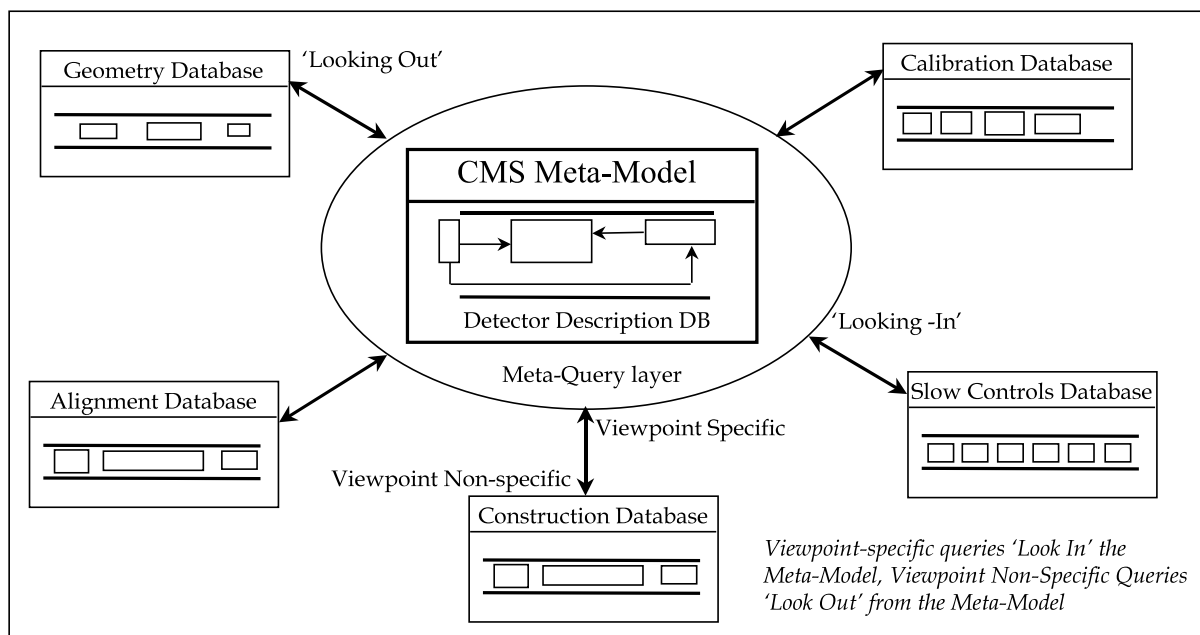 Geometry Database
'Looking Out'
Calibration Database
CMS Meta-Model
Detector Description DB
'Looking -In'
Meta-Query layer
Alignment Database
Slow Controls Database
Viewpoint Specific
Viewpoint Non-specific
Construction Database
Viewpoint-specific queries 'Look In' the
Meta-Model, Viewpoint Non-Specific Queries
'Look Out' from the Meta-Model